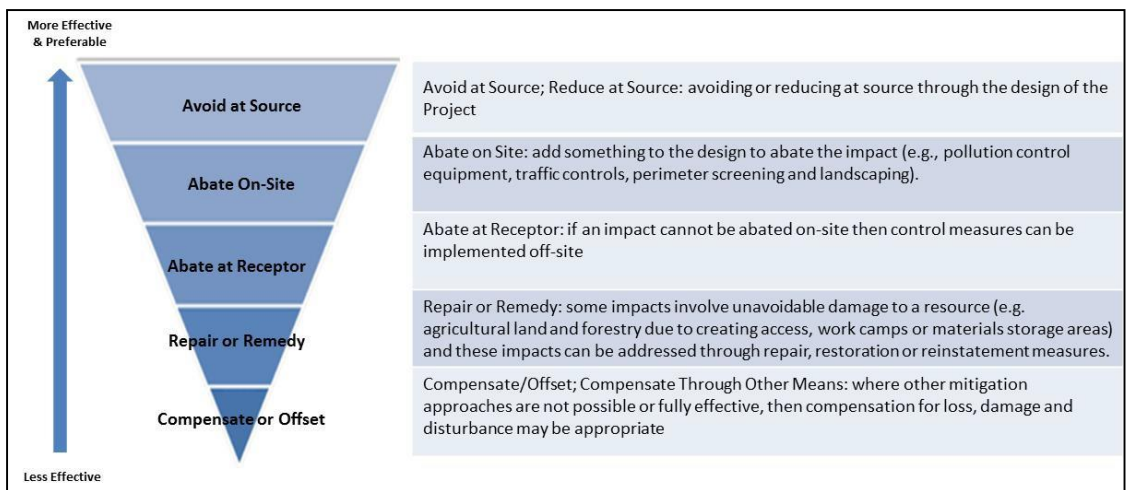 More Effective
& Preferable
Avoid at Source
Avoid at Source; Reduce at Source: avoiding or reducing at source through the design of the
Project
Abate On-Site
Abate on Site: add something to the design to abate the impact (e.g., pollution control
equipment, traffic controls, perimeter screening and landscaping).
Abate at Receptor
Abate at Receptor: if an impact cannot be abated on-site then control measures can be
implemented off-site
Repair or Remedy
Repair or Remedy: some impacts involve unavoidable damage to a resource (e.g.
agricultural land and forestry due to creating access, work camps or materials storage areas)
and these impacts can be addressed through repair, restoration or reinstatement measures.
Compensate or Offset
Compensate/Offset; Compensate Through Other Means: where other mitigation
approaches are not possible or fully effective, then compensation for loss, damage and
disturbance may be appropriate
Less Effective